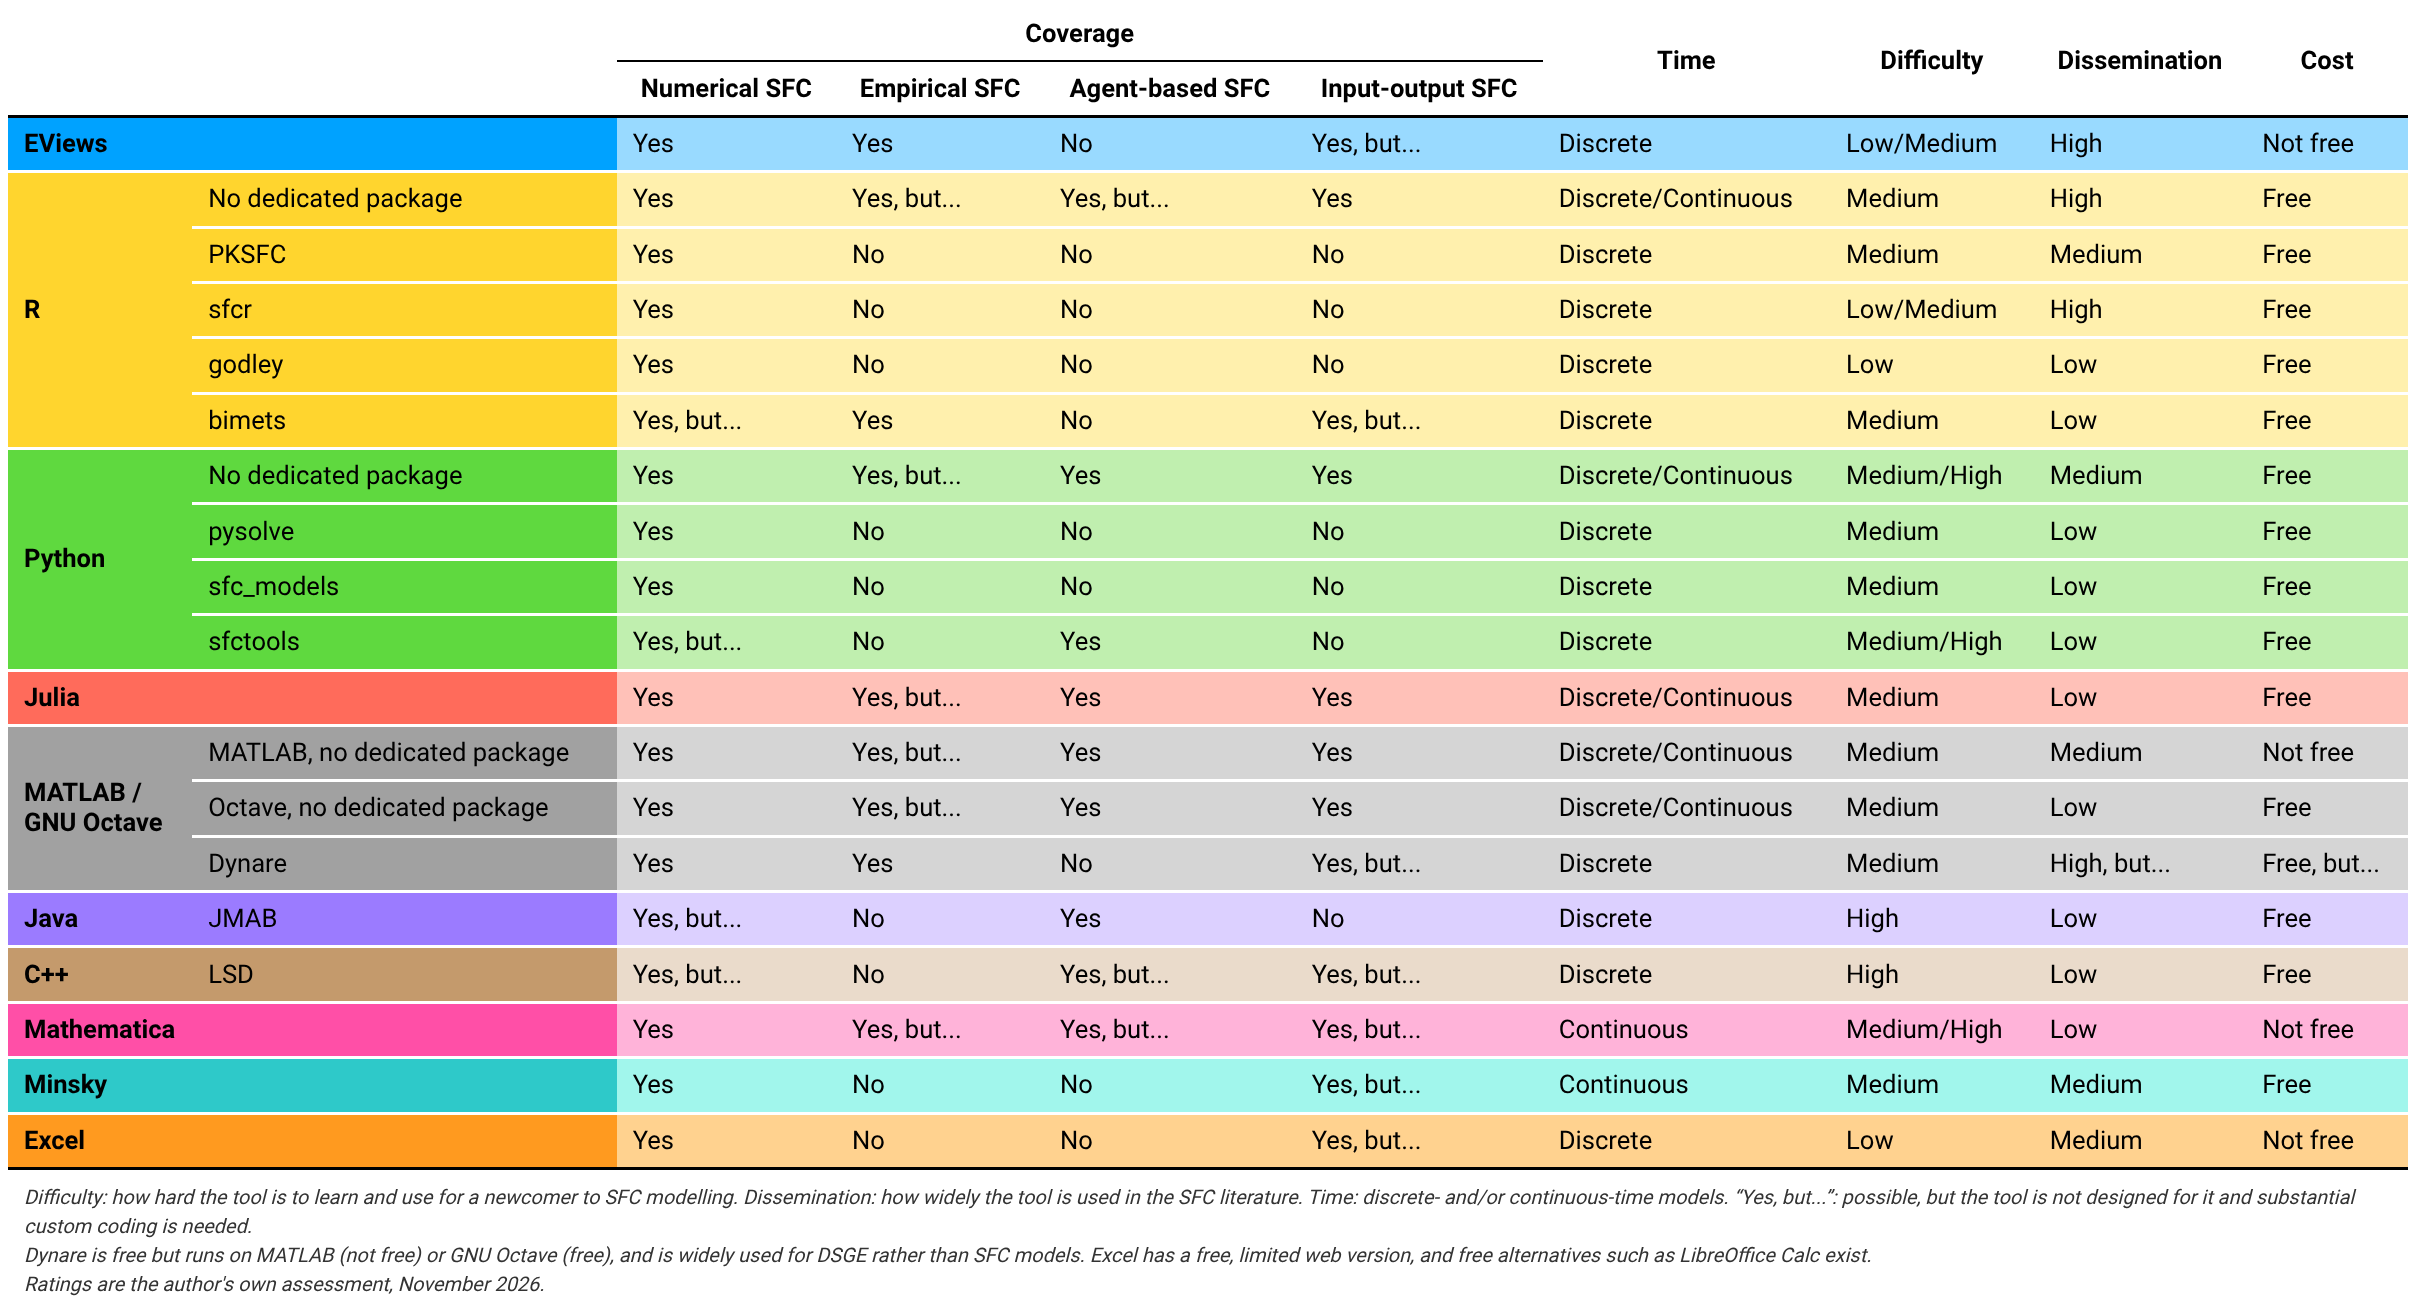 Coverage
Time Difficulty Dissemination Cost
Numerical SFC Empirical SFC Agent-based SFC Input-output SFC
EViews Yes Yes No Yes, but... Discrete Low/Medium High Not free
R
No dedicated package Yes Yes, but... Yes, but... Yes Discrete/Continuous Medium High Free
PKSFC Yes No No No Discrete Medium Medium Free
sfcr Yes No No No Discrete Low/Medium High Free
godley Yes No No No Discrete Low Low Free
bimets Yes, but... Yes No Yes, but... Discrete Medium Low Free
Python
No dedicated package Yes Yes, but... Yes Yes Discrete/Continuous Medium/High Medium Free
pysolve Yes No No No Discrete Medium Low Free
sfc_models Yes No No No Discrete Medium Low Free
sfctools Yes, but... No Yes No Discrete Medium/High Low Free
Julia Yes Yes, but... Yes Yes Discrete/Continuous Medium Low Free
MATLAB /
GNU Octave
MATLAB, no dedicated package Yes Yes, but... Yes Yes Discrete/Continuous Medium Medium Not free
Octave, no dedicated package Yes Yes, but... Yes Yes Discrete/Continuous Medium Low Free
Dynare Yes Yes No Yes, but... Discrete Medium High, but... Free, but...
Java JMAB Yes, but... No Yes No Discrete High Low Free
C++ LSD Yes, but... No Yes, but... Yes, but... Discrete High Low Free
Mathematica Yes Yes, but... Yes, but... Yes, but... Continuous Medium/High Low Not free
Minsky Yes No No Yes, but... Continuous Medium Medium Free
Excel Yes No No Yes, but... Discrete Low Medium Not free
Difficulty: how hard the tool is to learn and use for a newcomer to SFC modelling. Dissemination: how widely the tool is used in the SFC literature. Time: discrete- and/or continuous-time models. “Yes, but...”: possible, but the tool is not designed for it and substantial
custom coding is needed.
Dynare is free but runs on MATLAB (not free) or GNU Octave (free), and is widely used for DSGE rather than SFC models. Excel has a free, limited web version, and free alternatives such as LibreOffice Calc exist.
Ratings are the author's own assessment, November 2026.